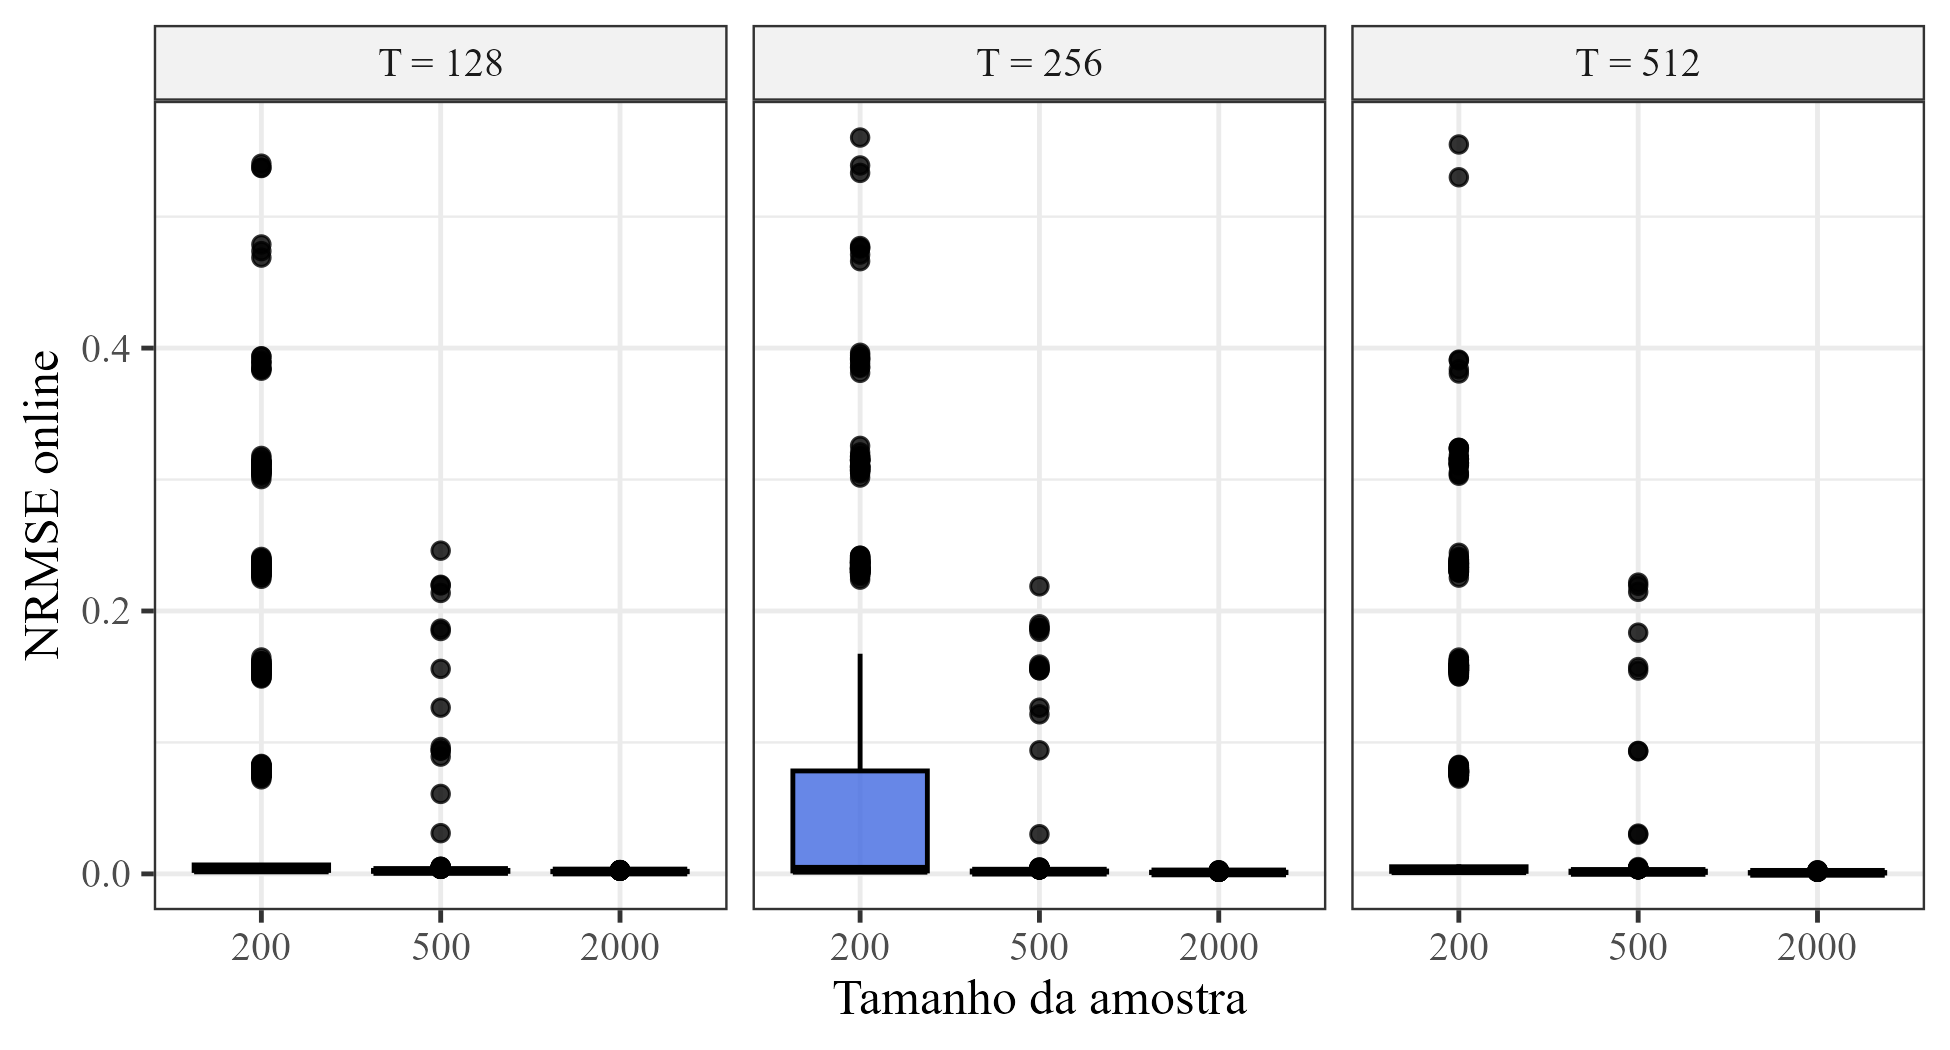 T = 128 T = 256 T = 512
NRMSE online
0.4
0.2
0.0
200 500 2000 200 500 2000 200 500 2000
Tamanho da amostra